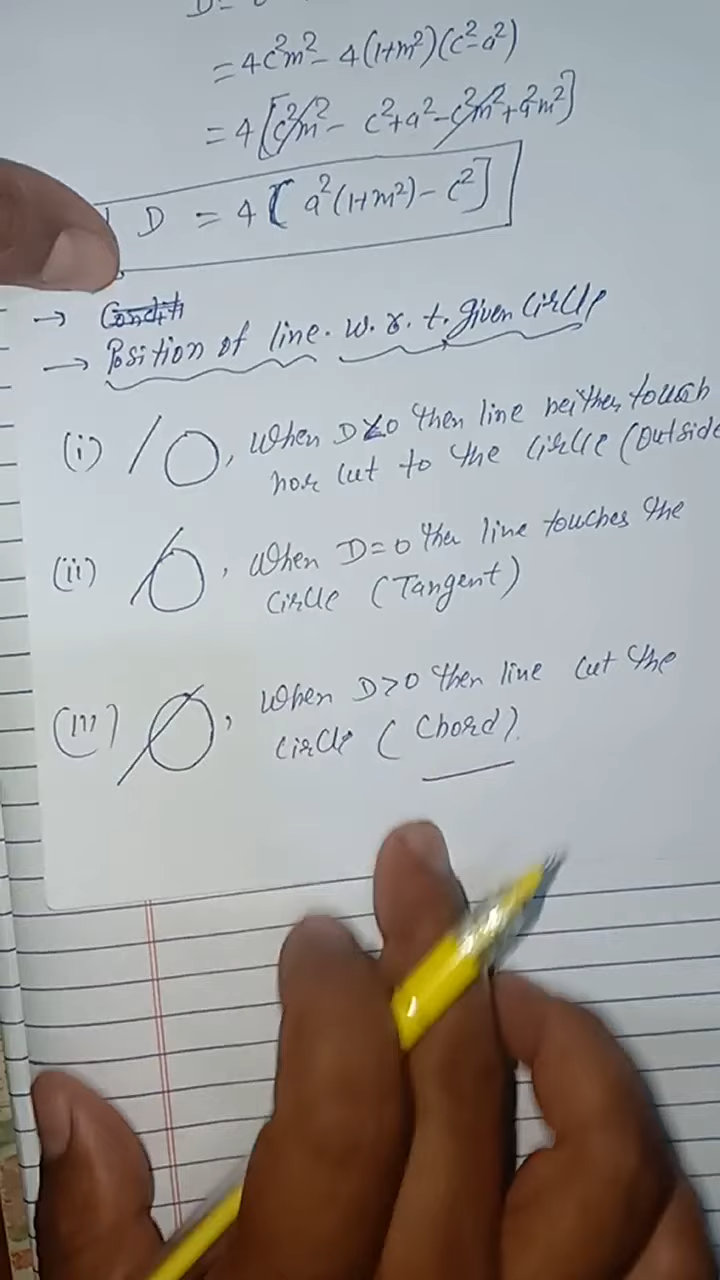 D =
= 4c²m² - 4(1+m²)(c²-a²)
= 4[c²m² - c²+a²-c²m²+a²m²]
D = 4[a²(1+m²)-c²]
→ Condit
→ Position of line. w.r.t. given circle
(i) , when D<0 then line neither touch
nor cut to the circle (outside
(ii) , when D=0 the line touches the
circle (Tangent)
(iii) , when D>0 then line cut the
circle (Chord).